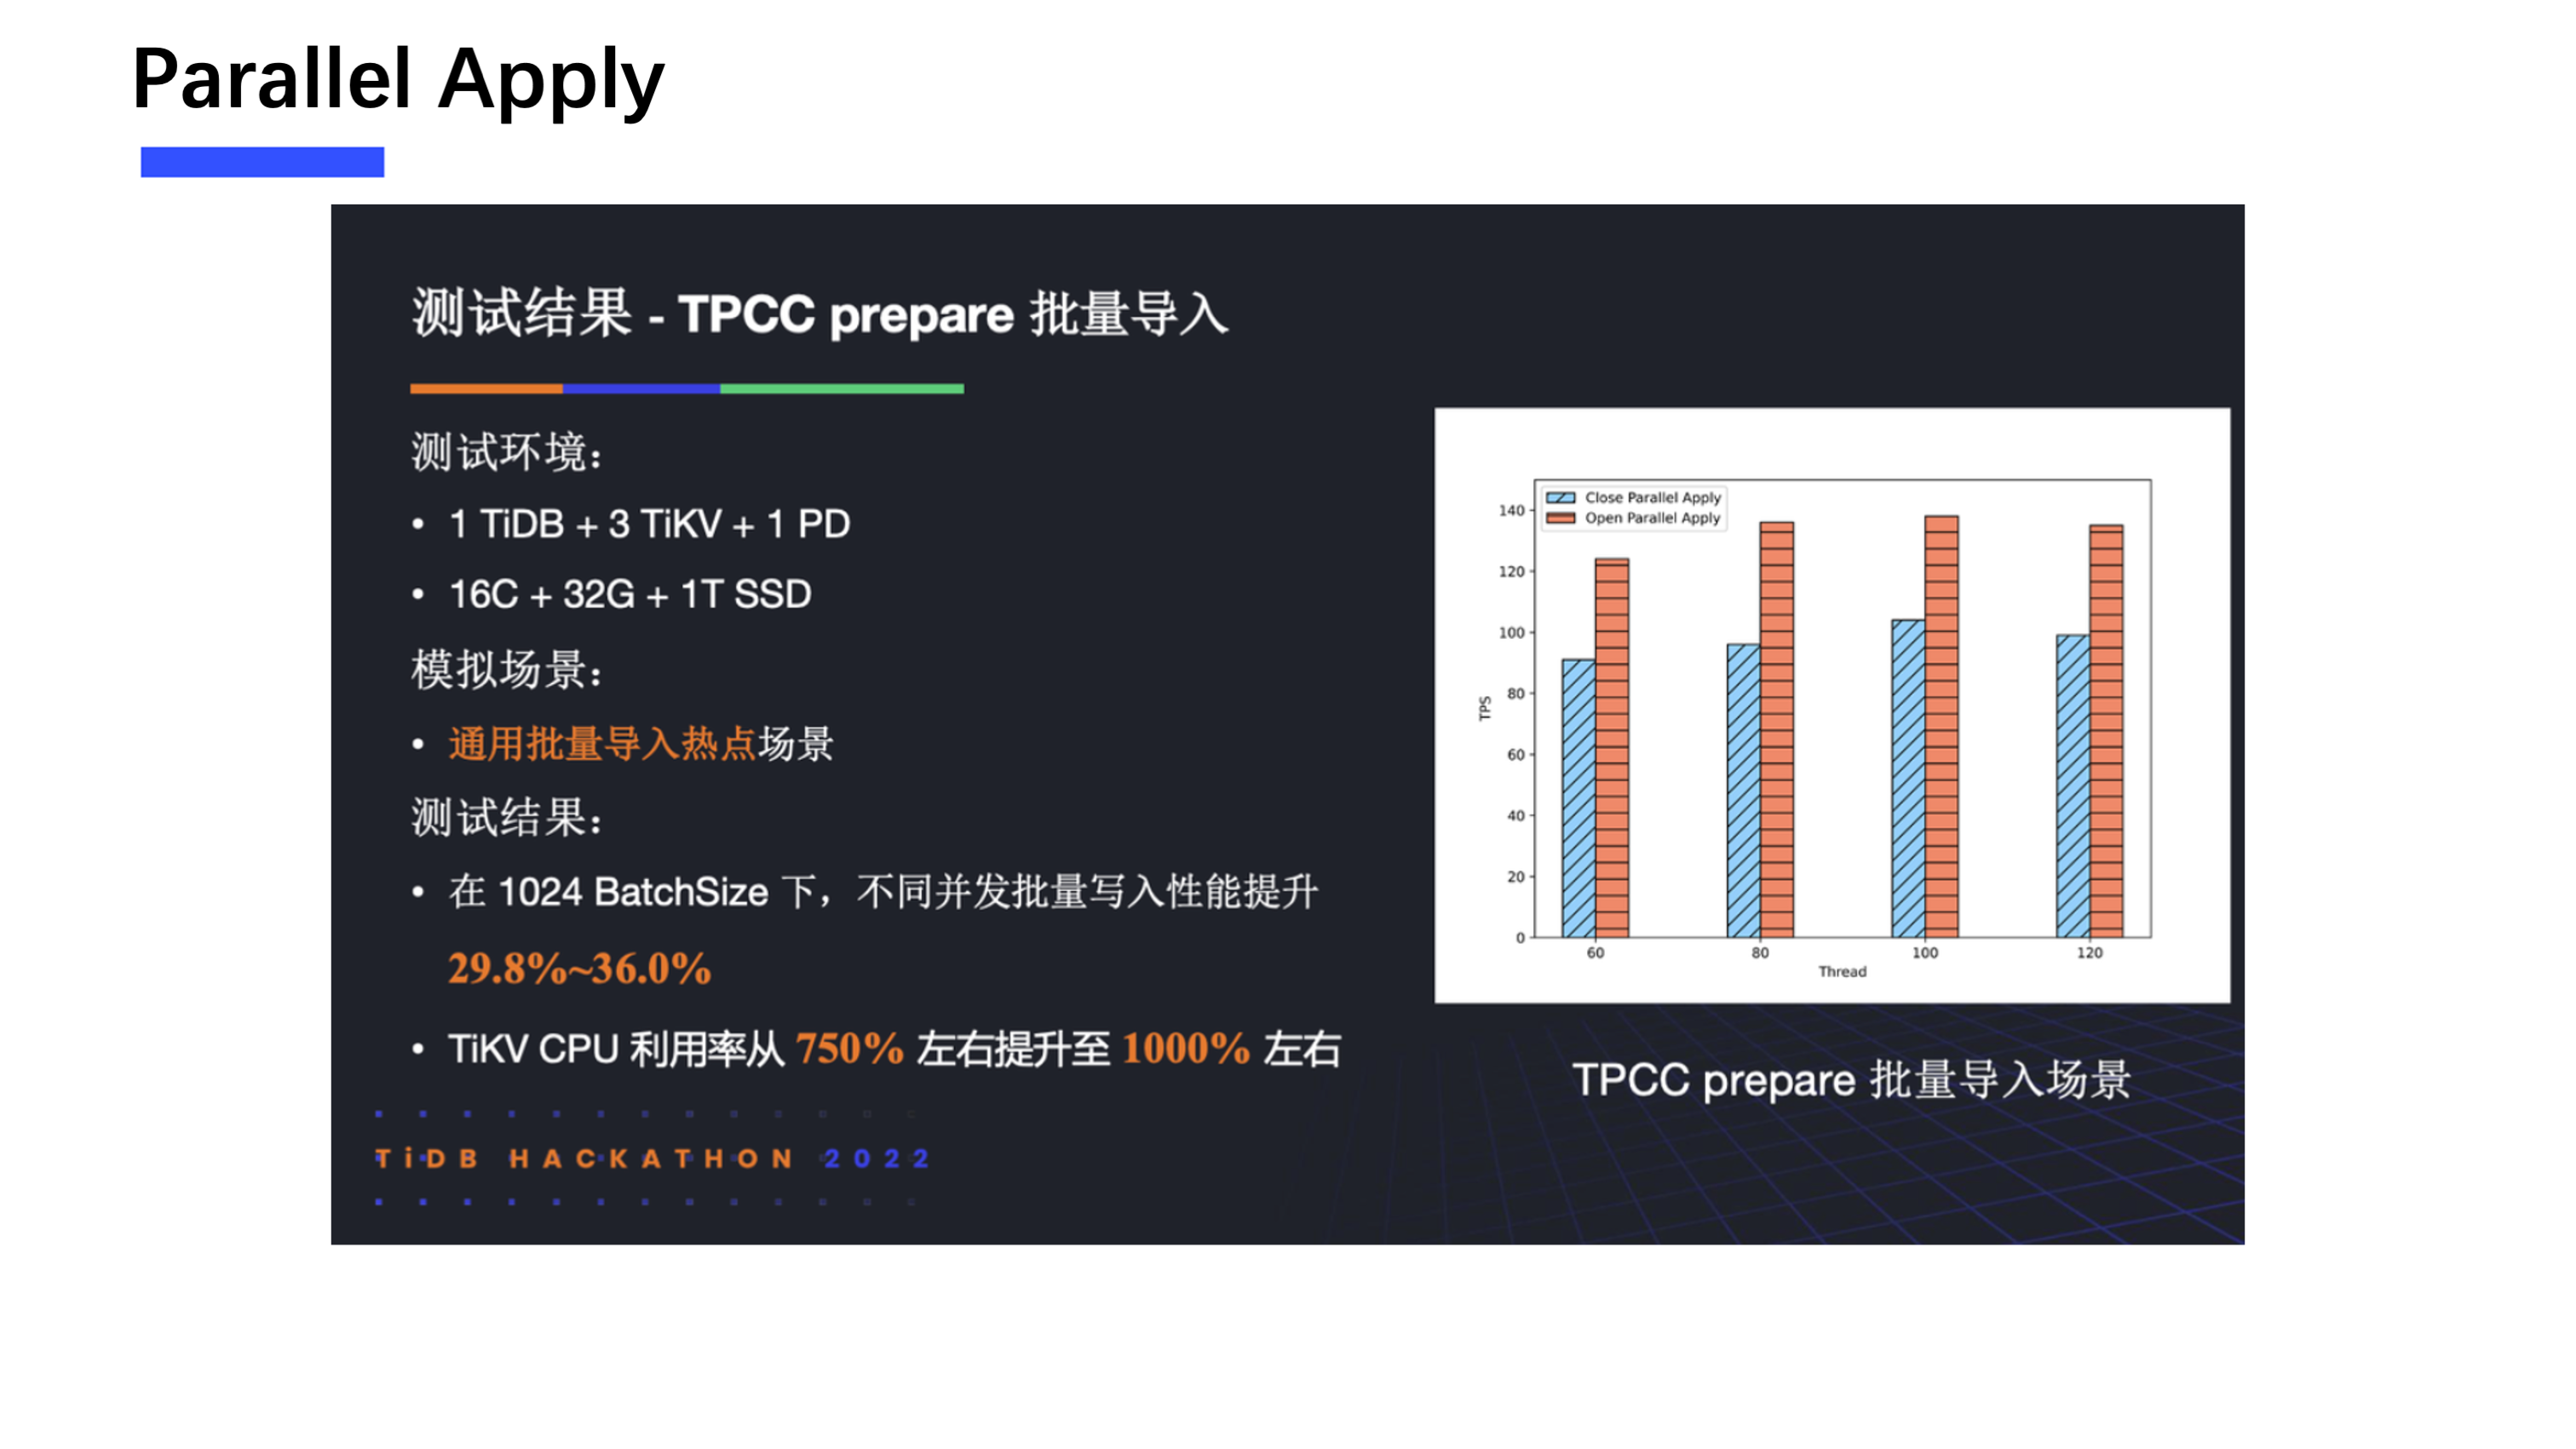 Parallel Apply
测试结果 - TPCC prepare 批量导入
测试环境：
• 1 TiDB + 3 TiKV + 1 PD
• 16C + 32G + 1T SSD
模拟场景：
• 通用批量导入热点场景
测试结果：
• 在 1024 BatchSize 下，不同并发批量写入性能提升
29.8%~36.0%
• TiKV CPU 利用率从 750% 左右提升至 1000% 左右
TiDB HACKATHON 2022
Close Parallel Apply
Open Parallel Apply
140
120
100
80
60
40
20
0
TPS
60 80 100 120
Thread
TPCC prepare 批量导入场景